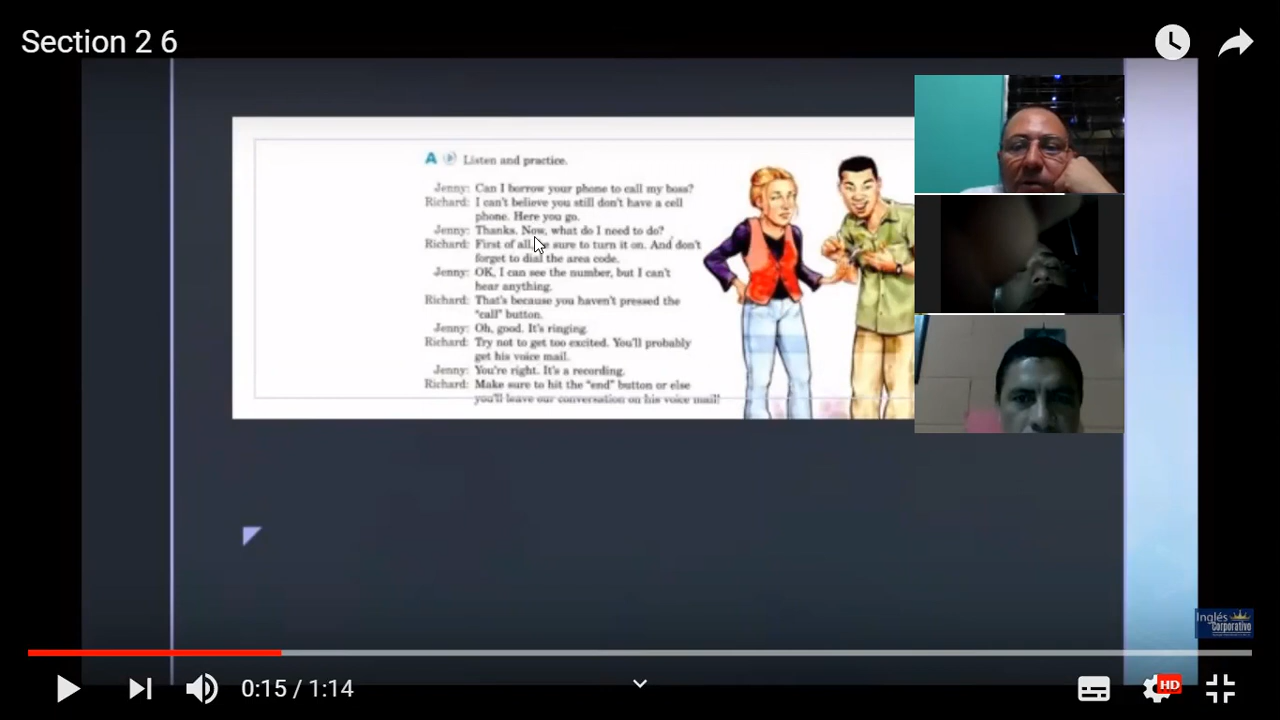 Section 2 6
A Listen and practice.
Jenny: Can I borrow your phone to call my boss?
Richard: I can't believe you still don't have a cell
phone. Here you go.
Jenny: Thanks. Now, what do I need to do?
Richard: First of all, sure to turn it on. And don't
forget to dial the area code.
Jenny: OK, I can see the number, but I can't
hear anything.
Richard: That's because you haven't pressed the
"call" button.
Jenny: Oh, good. It's ringing.
Richard: Try not to get too excited. You'll probably
get his voice mail.
Jenny: You're right. It's a recording.
Richard: Make sure to hit the "end" button or else
you'll leave our conversation on his voice mail!
Inglés
Corporativo
0:15 / 1:14
HD